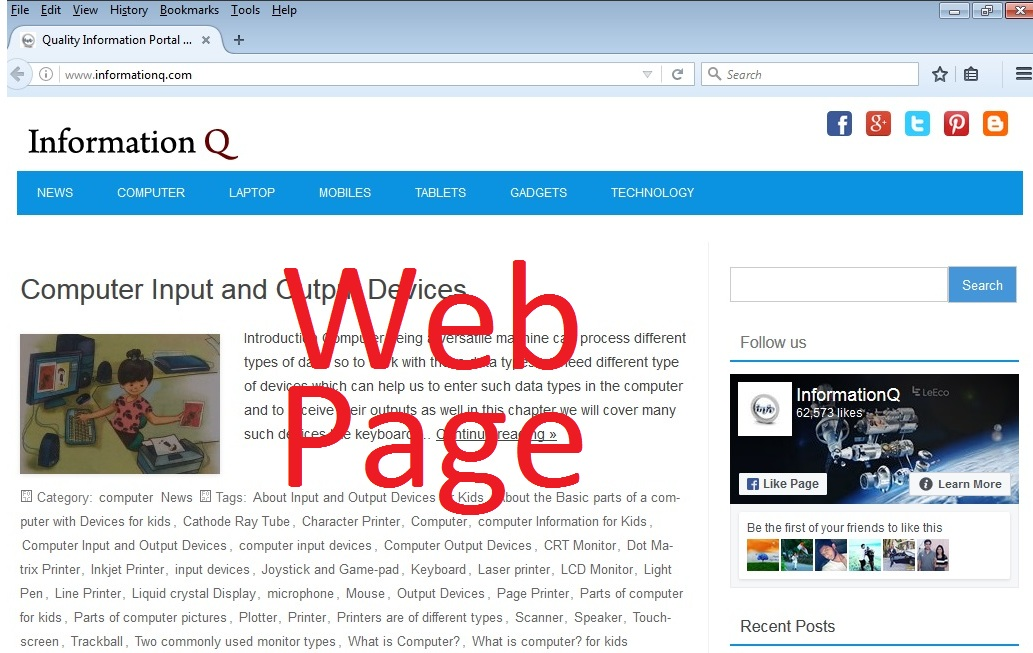 File Edit View History Bookmarks Tools Help
Quality Information Portal ...
www.informationq.com
Search
Information Q
NEWS COMPUTER LAPTOP MOBILES TABLETS GADGETS TECHNOLOGY
Computer Input and Output Devices
Search
Web
Page
Introduction Computer being a versatile machine can process different
types of data, so to work with these data types we need different type
of devices which can help us to enter such data types in the computer
and to receive their outputs as well in this chapter we will cover many
such devices like keyboard,.. Continue reading »
Category: computer News Tags: About Input and Output Devices for Kids, About the Basic parts of a com-
puter with Devices for kids, Cathode Ray Tube, Character Printer, Computer, computer Information for Kids,
Computer Input and Output Devices, computer input devices, Computer Output Devices, CRT Monitor, Dot Ma-
trix Printer, Inkjet Printer, input devices, Joystick and Game-pad, Keyboard, Laser printer, LCD Monitor, Light
Pen, Line Printer, Liquid crystal Display, microphone, Mouse, Output Devices, Page Printer, Parts of computer
for kids, Parts of computer pictures, Plotter, Printer, Printers are of different types, Scanner, Speaker, Touch-
screen, Trackball, Two commonly used monitor types, What is Computer?, What is computer? for kids
Follow us
InformationQ
LeEco
62,573 likes
Like Page
Learn More
Be the first of your friends to like this
Recent Posts